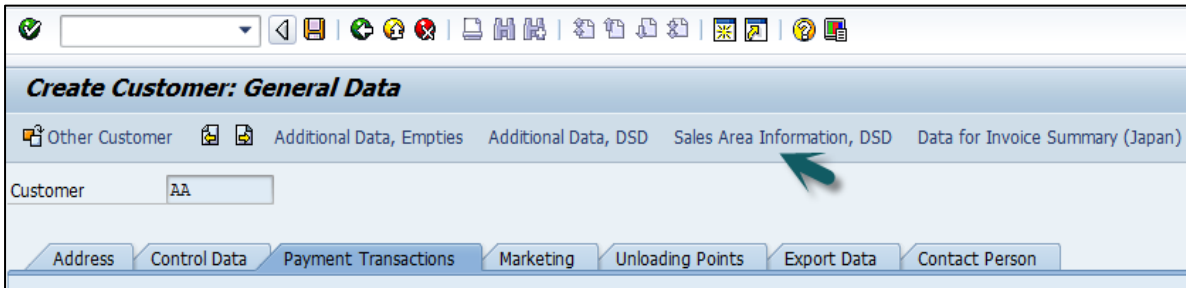 Create Customer: General Data
Other Customer Additional Data, Empties Additional Data, DSD Sales Area Information, DSD Data for Invoice Summary (Japan)
Customer AA
Address Control Data Payment Transactions Marketing Unloading Points Export Data Contact Person